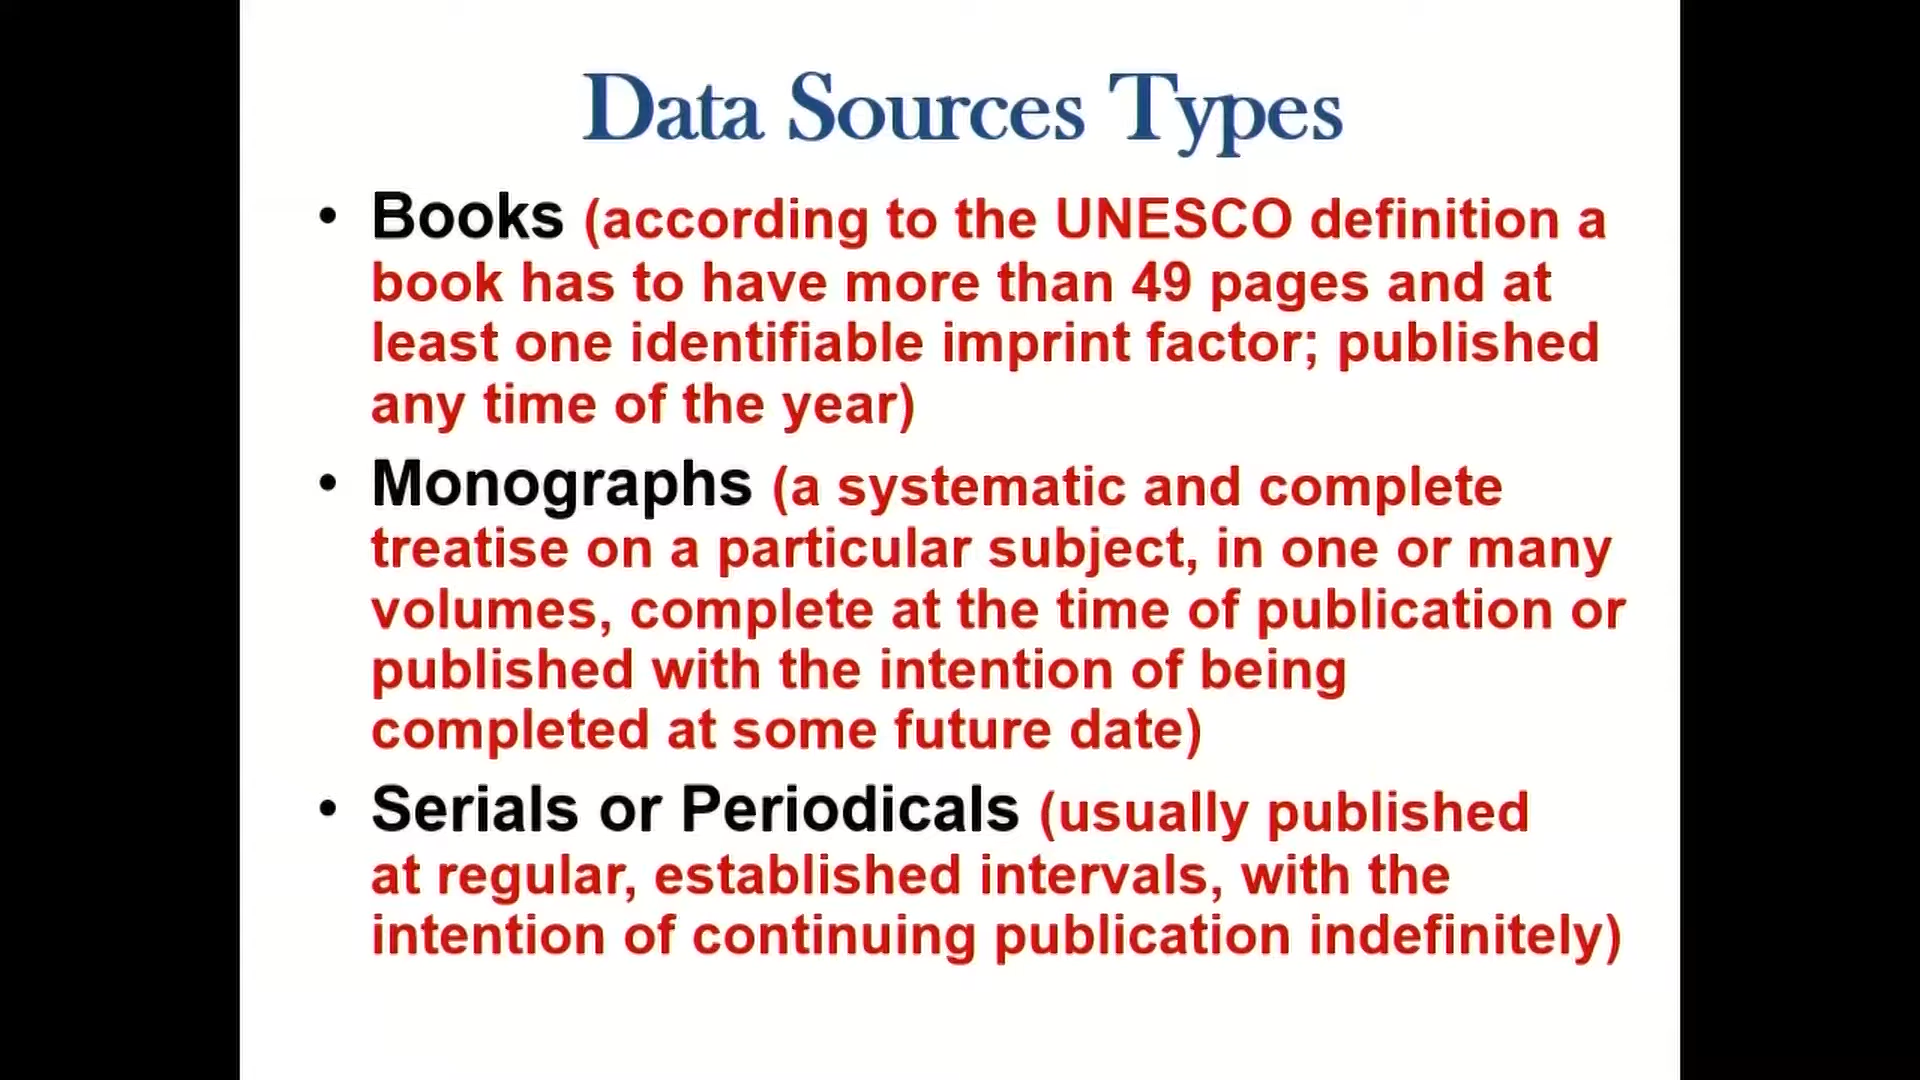 Data Sources Types
• Books (according to the UNESCO definition a
book has to have more than 49 pages and at
least one identifiable imprint factor; published
any time of the year)
• Monographs (a systematic and complete
treatise on a particular subject, in one or many
volumes, complete at the time of publication or
published with the intention of being
completed at some future date)
• Serials or Periodicals (usually published
at regular, established intervals, with the
intention of continuing publication indefinitely)